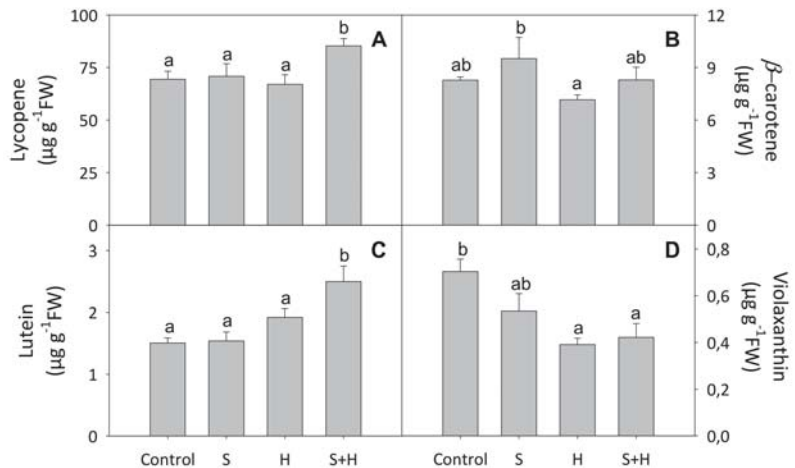 100
75
50
25
0
Lycopene
(µg g⁻¹FW)
A
a
a
a
b
B
ab
b
a
ab
12
9
6
3
0
β–carotene
(µg g⁻¹FW)
3
2
1
0
Lutein
(µg g⁻¹FW)
C
a
a
a
b
D
b
ab
a
a
0,8
0,6
0,4
0,2
0,0
Violaxanthin
(µg g⁻¹FW)
Control S H S+H
Control S H S+H